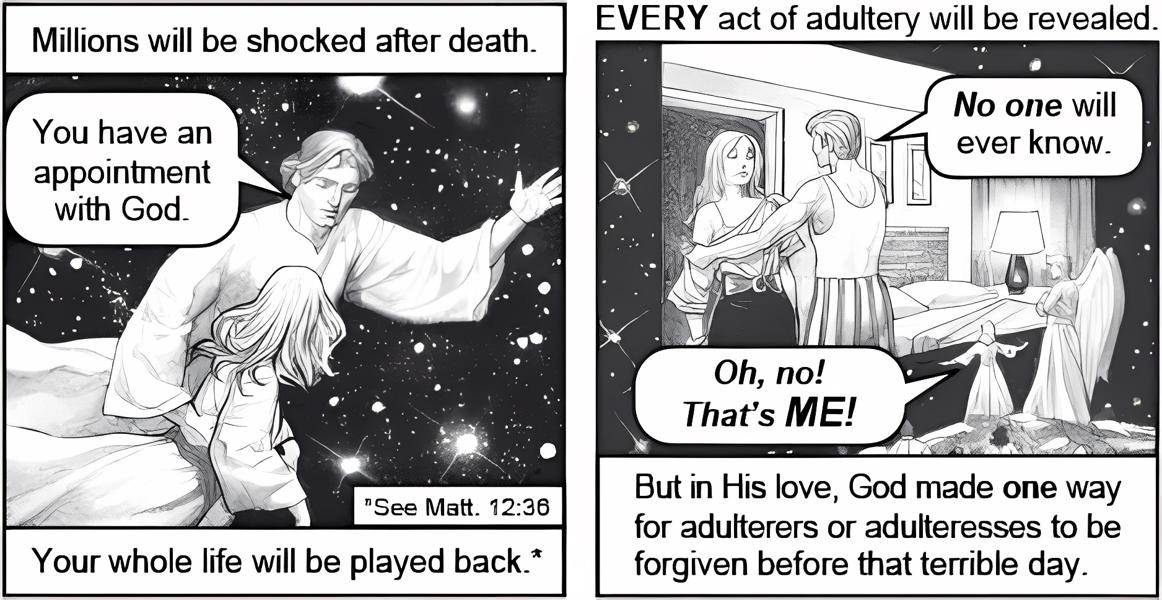 Millions will be shocked after death.
You have an
appointment
with God.
"See Matt. 12:36
Your whole life will be played back.*
EVERY act of adultery will be revealed.
No one will
ever know.
Oh, no!
That's ME!
But in His love, God made one way
for adulterers or adulteresses to be
forgiven before that terrible day.